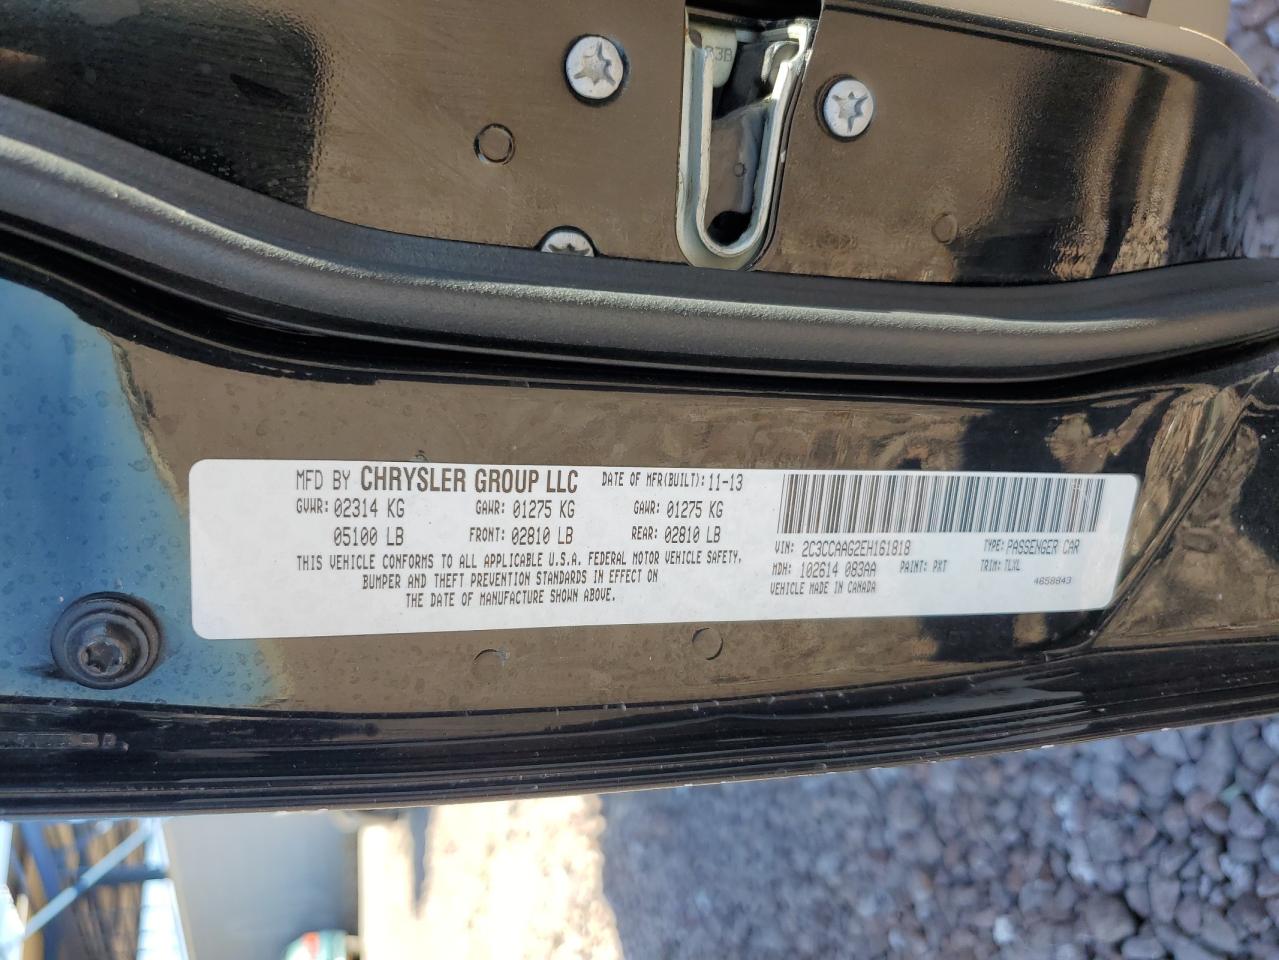 R3B
MFD BY CHRYSLER GROUP LLC DATE OF MFR(BUILT): 11-13
GVWR: 02314 KG GAWR: 01275 KG GAWR: 01275 KG
05100 LB FRONT: 02810 LB REAR: 02810 LB
THIS VEHICLE CONFORMS TO ALL APPLICABLE U.S.A. FEDERAL MOTOR VEHICLE SAFETY,
BUMPER AND THEFT PREVENTION STANDARDS IN EFFECT ON
THE DATE OF MANUFACTURE SHOWN ABOVE.
VIN: 2C3CCAAG2EH161818 TYPE: PASSENGER CAR
MDH: 102614 083AA PAINT: PXT TRIM: TLXL
VEHICLE MADE IN CANADA 4658843